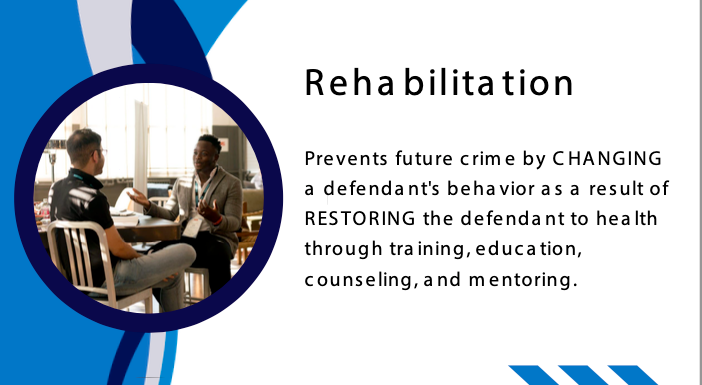 Rehabilitation
Prevents future crime by CHANGING
a defendant's behavior as a result of
RESTORING the defendant to health
through training, education,
counseling, and mentoring.